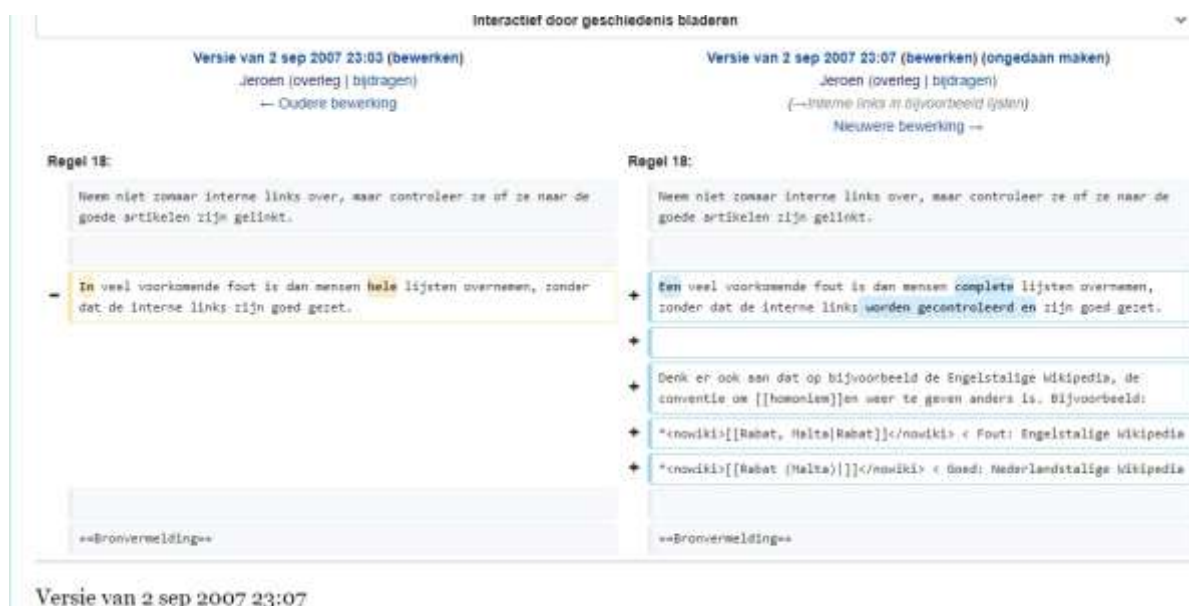 Interactief door geschiedenis bladeren
Versie van 2 sep 2007 23:03 (bewerken)
Jeroen (overleg | bijdragen)
← Oudere bewerking
Versie van 2 sep 2007 23:07 (bewerken) (ongedaan maken)
Jeroen (overleg | bijdragen)
(→Interne links in bijvoorbeeld lijsten)
Nieuwere bewerking →
Regel 18:
Neem niet zomaar interne links over, maar controleer ze of ze naar de
goede artikelen zijn gelinkt.
− In veel voorkomende fout is dan mensen hele lijsten overnemen, zonder
dat de interne links zijn goed gezet.
==Bronvermelding==
Regel 18:
Neem niet zomaar interne links over, maar controleer ze of ze naar de
goede artikelen zijn gelinkt.
+ Een veel voorkomende fout is dan mensen complete lijsten overnemen,
zonder dat de interne links worden gecontroleerd en zijn goed gezet.
+
+ Denk er ook aan dat op bijvoorbeeld de Engelstalige Wikipedia, de
conventie om [[homoniem]]en weer te geven anders is. Bijvoorbeeld:
+ *<nowiki>[[Rabat, Malta|Rabat]]</nowiki> < Fout: Engelstalige Wikipedia
+ *<nowiki>[[Rabat (Malta)|]]</nowiki> < Goed: Nederlandstalige Wikipedia
==Bronvermelding==
Versie van 2 sep 2007 23:07